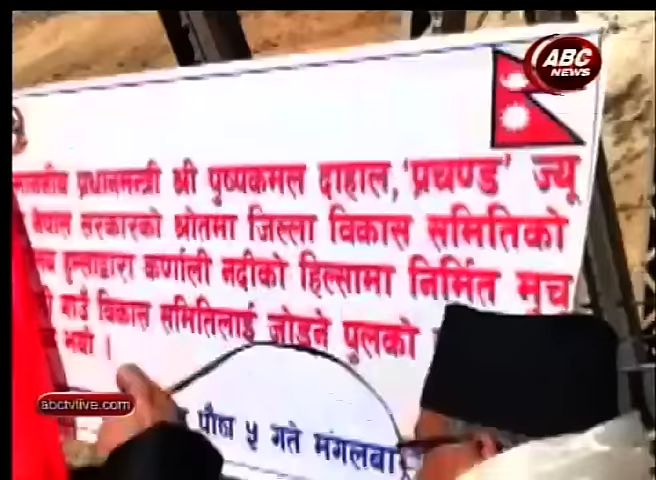 ABC
NEWS
प्रधानमन्त्री श्री पुष्पकमल दाहाल, 'प्रचण्ड' ज्यू
नेपाल सरकारको श्रोतमा जिल्ला विकास समितिको
कर्णाली नदीको हिल्सामा निर्मित मुचु
गाउँ विकास समितिलाई जोड्ने पुलको
भयो ।
पौष ५ गते मंगलबार
abctvlive.com